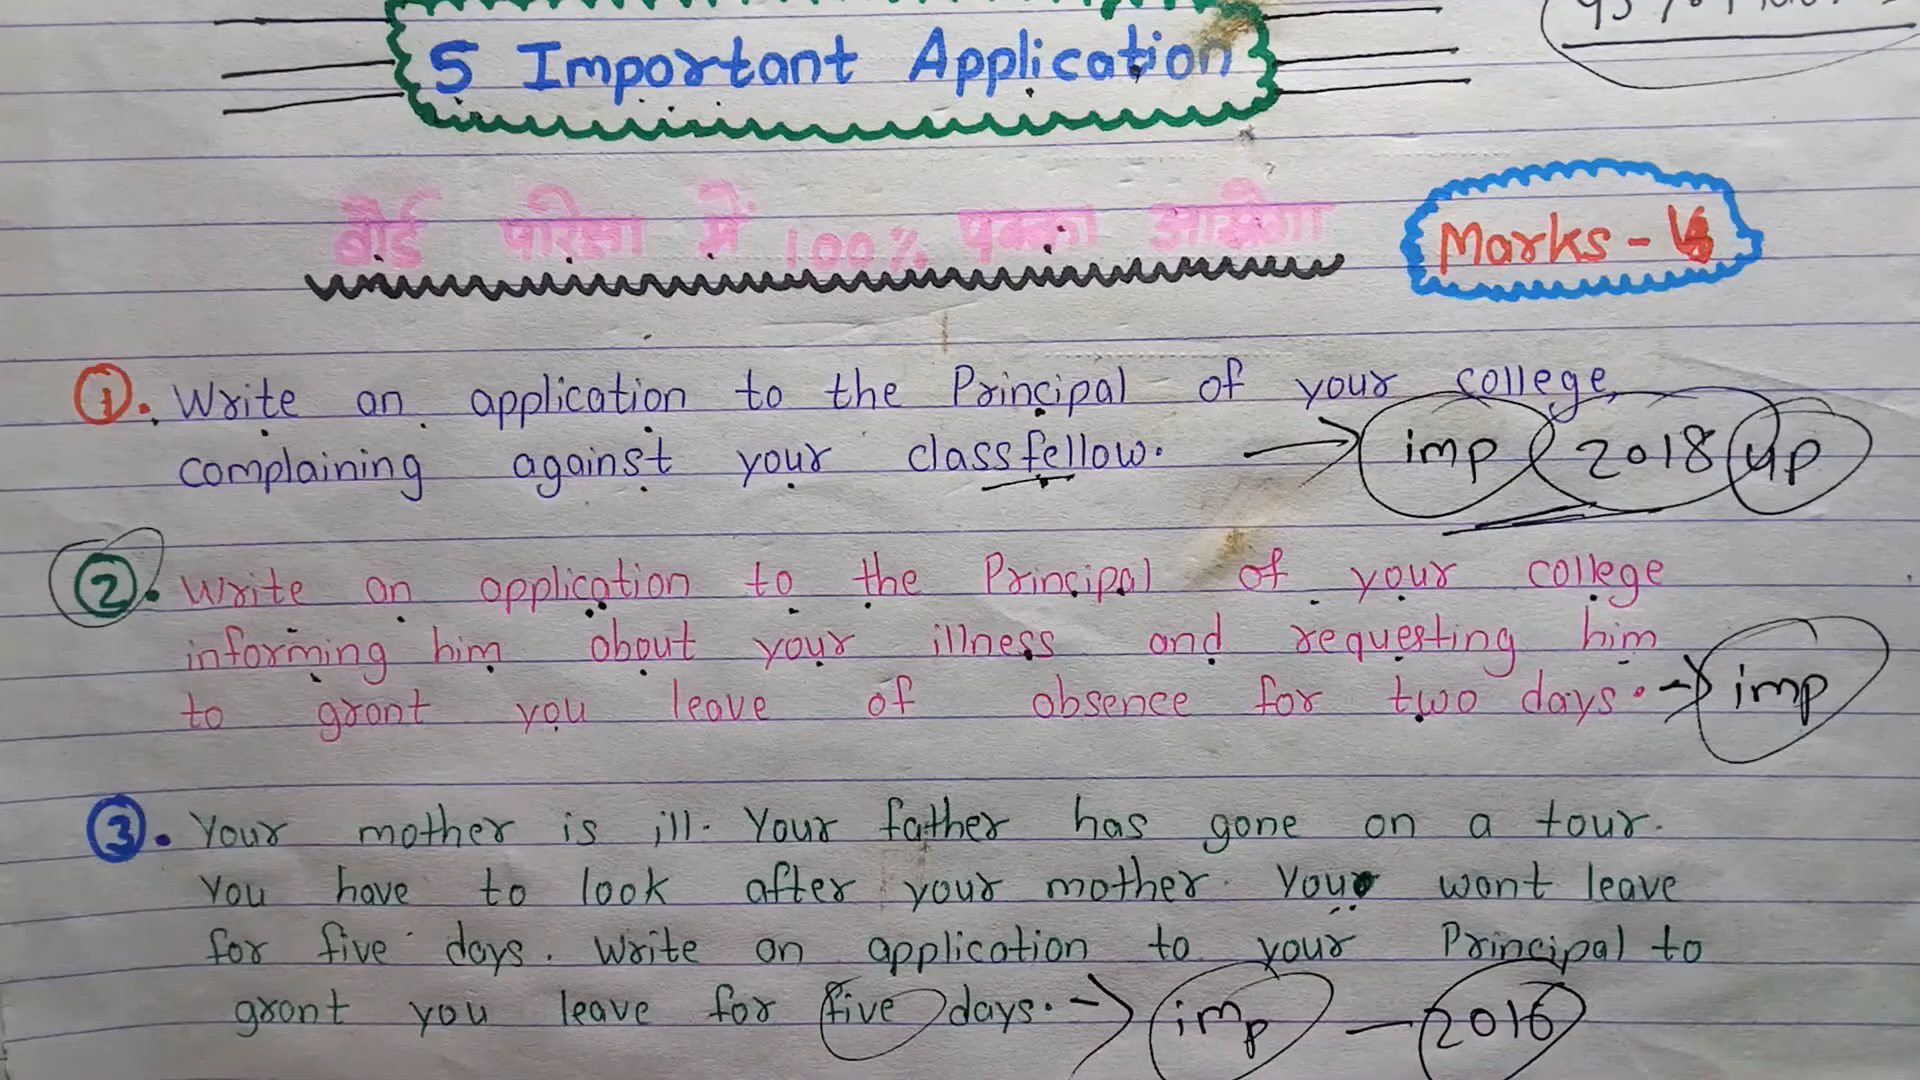 5 Important Application
बोर्ड परिक्षा में 100% पक्का आयेगा
Marks -
1. Write an application to the Principal of your college,
complaining against your classfellow. → imp 2018 up
2. Write an application to the Principal of your college
informing him about your illness and requesting him
to grant you leave of absence for two days. → imp
3. Your mother is ill. Your father has gone on a tour.
You have to look after your mother. You want leave
for five days. Write an application to your Principal to
grant you leave for five days. → imp - 2016